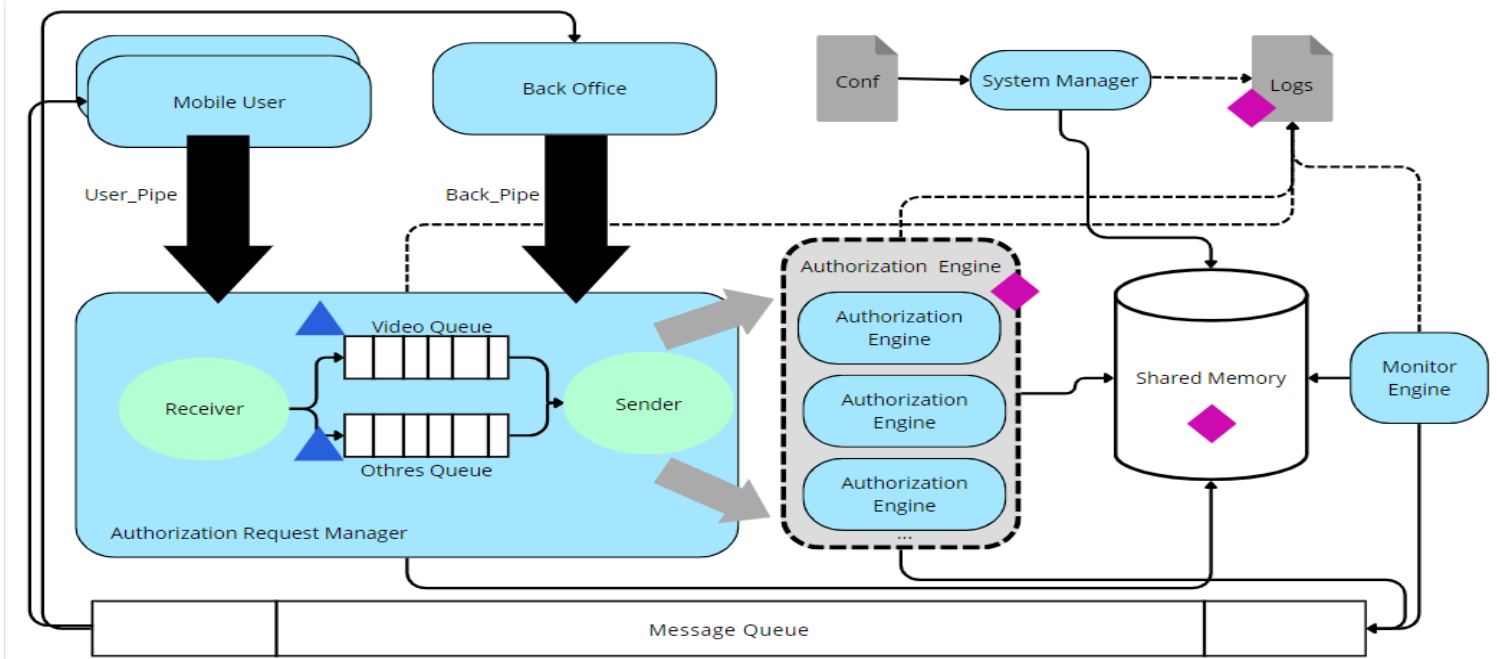 Mobile User
Back Office
Conf
System Manager
Logs
User_Pipe
Back_Pipe
Authorization Engine
Video Queue
Receiver
Sender
Othres Queue
Authorization Request Manager
Authorization
Engine
Authorization
Engine
Authorization
Engine
...
Shared Memory
Monitor
Engine
Message Queue